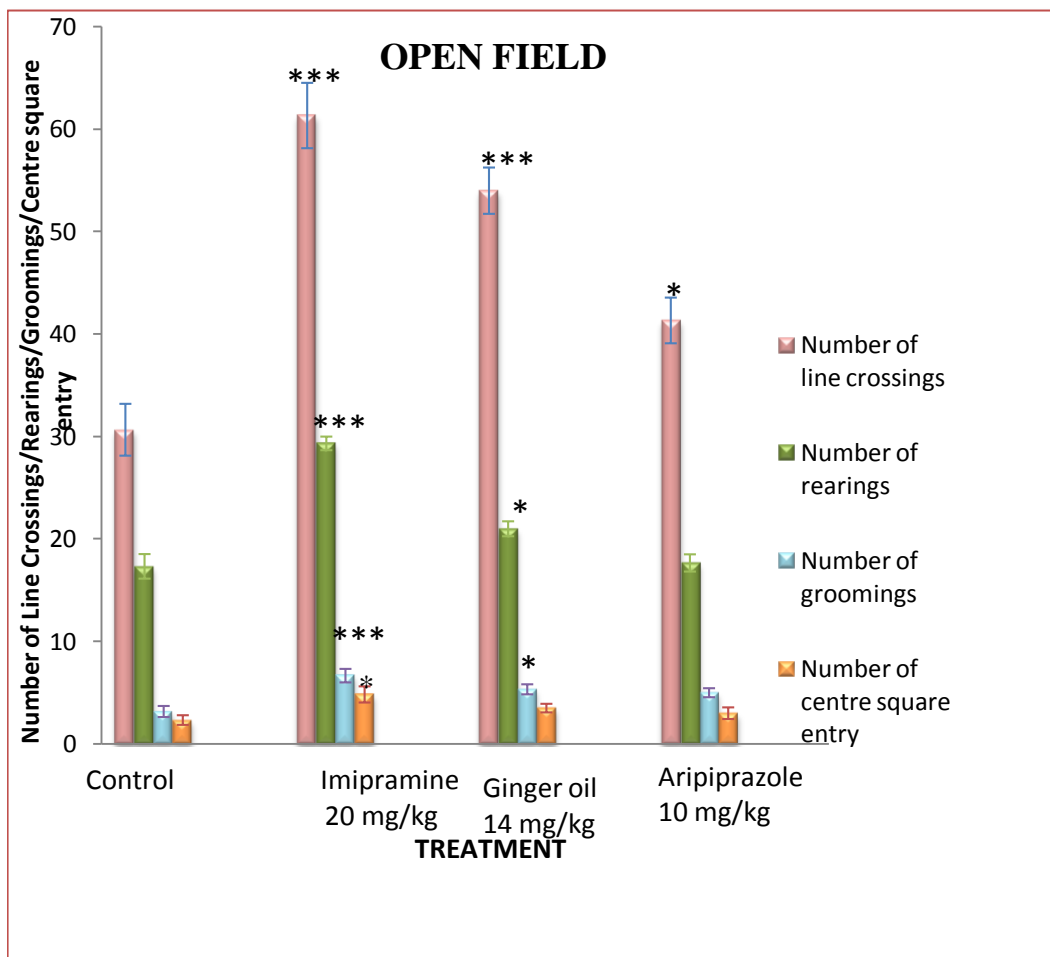 OPEN FIELD
Number of Line Crossings/Rearings/Groomings/Centre square
entry
70
60
50
40
30
20
10
0
***
***
***
*
***
*
*
*
Number of
line crossings
Number of
rearings
Number of
groomings
Number of
centre square
entry
Control
Imipramine
20 mg/kg
Ginger oil
14 mg/kg
Aripiprazole
10 mg/kg
TREATMENT